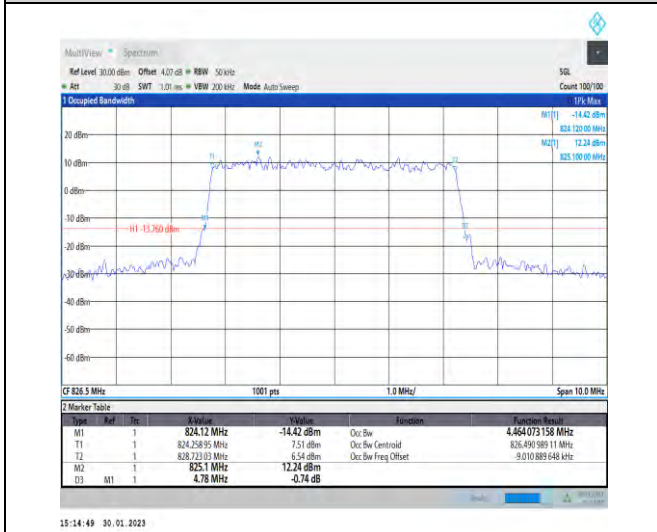 MultiView Spectrum
Ref Level 30.00 dBm Offset 4.07 dB RBW 50 kHz SGL
Att 30 dB SWT 1.01 ms VBW 200 kHz Mode Auto Sweep Count 100/100
1 Occupied Bandwidth 1Pk Max
M1[1] -14.42 dBm
824.120 00 MHz
M2[1] 12.24 dBm
825.100 00 MHz
20 dBm
M2
T1 T2
10 dBm
0 dBm
-10 dBm
H1 -13.760 dBm
-20 dBm
-30 dBm
-40 dBm
-50 dBm
-60 dBm
CF 826.5 MHz 1001 pts 1.0 MHz/ Span 10.0 MHz
2 Marker Table
Type Ref Trc X-Value Y-Value Function Function Result
M1 1 824.12 MHz -14.42 dBm Occ Bw 4.464 073 158 MHz
T1 1 824.258 95 MHz 7.51 dBm Occ Bw Centroid 826.490 989 11 MHz
T2 1 828.723 03 MHz 6.54 dBm Occ Bw Freq Offset -9.010 889 648 kHz
M2 1 825.1 MHz 12.24 dBm
D3 M1 1 4.78 MHz -0.74 dB
15:14:49 30.01.2023